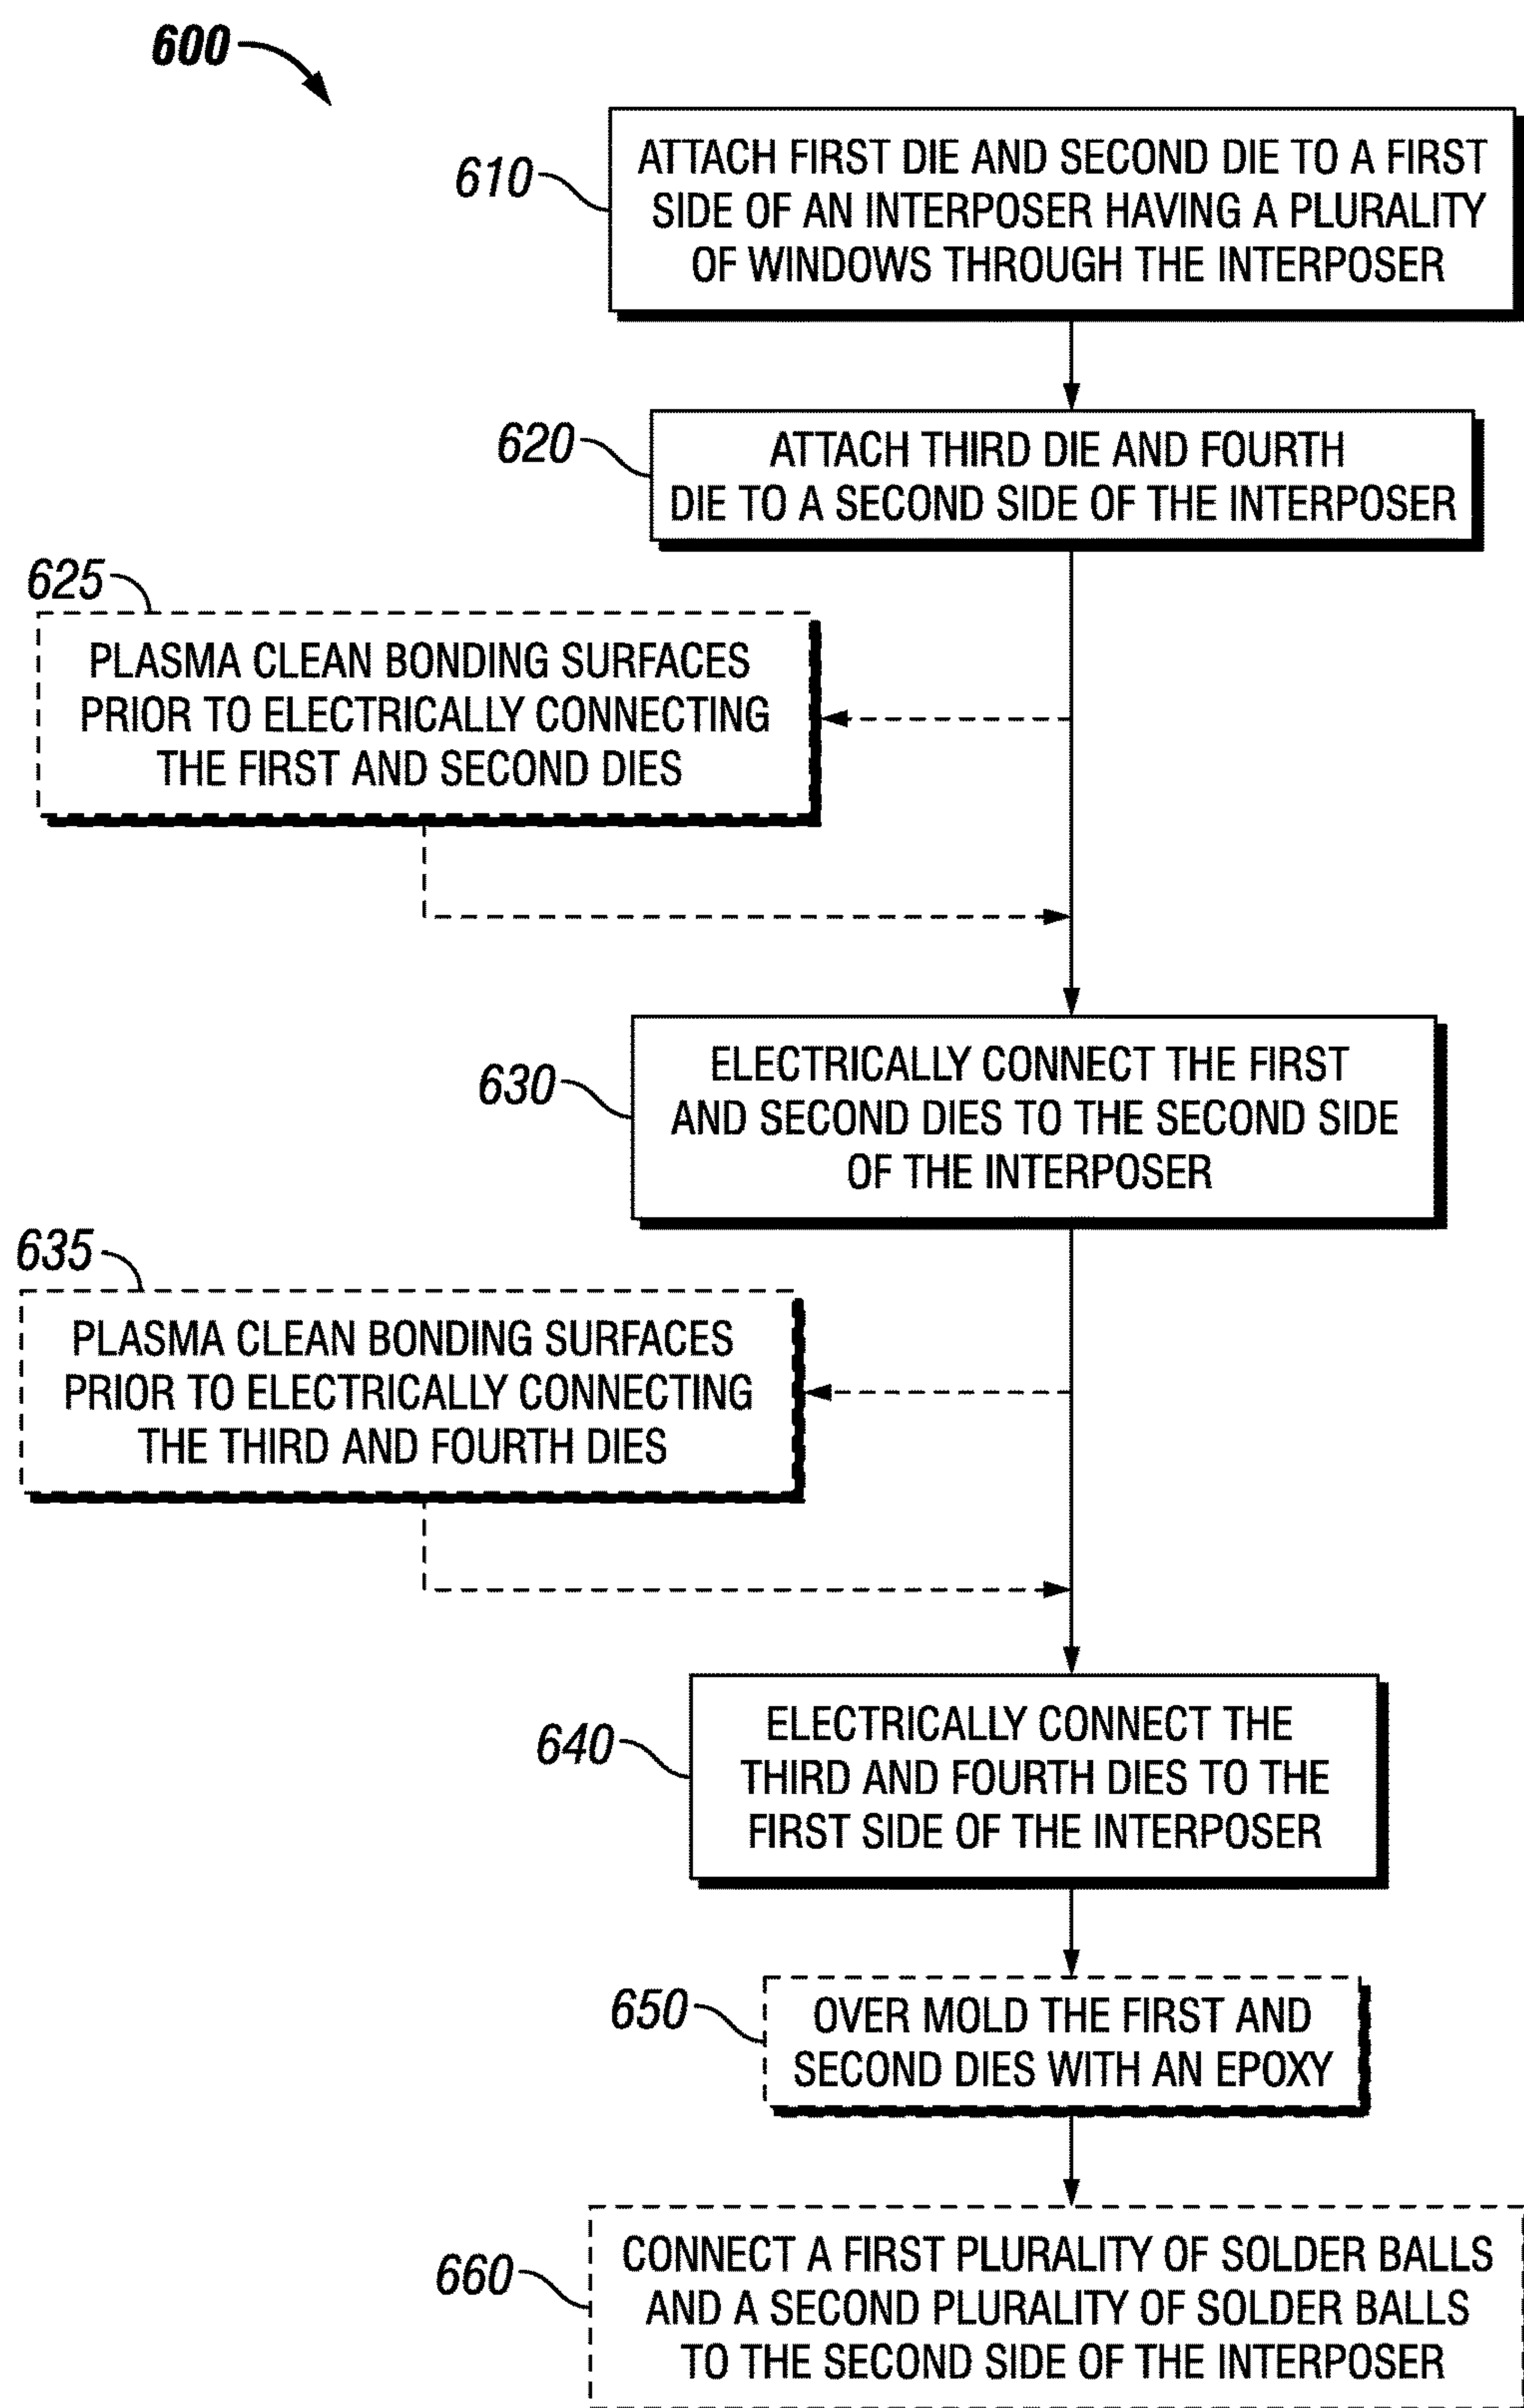 600
610
ATTACH FIRST DIE AND SECOND DIE TO A FIRST
SIDE OF AN INTERPOSER HAVING A PLURALITY
OF WINDOWS THROUGH THE INTERPOSER
620
ATTACH THIRD DIE AND FOURTH
DIE TO A SECOND SIDE OF THE INTERPOSER
625
PLASMA CLEAN BONDING SURFACES
PRIOR TO ELECTRICALLY CONNECTING
THE FIRST AND SECOND DIES
630
ELECTRICALLY CONNECT THE FIRST
AND SECOND DIES TO THE SECOND SIDE
OF THE INTERPOSER
635
PLASMA CLEAN BONDING SURFACES
PRIOR TO ELECTRICALLY CONNECTING
THE THIRD AND FOURTH DIES
640
ELECTRICALLY CONNECT THE
THIRD AND FOURTH DIES TO THE
FIRST SIDE OF THE INTERPOSER
650
OVER MOLD THE FIRST AND
SECOND DIES WITH AN EPOXY
660
CONNECT A FIRST PLURALITY OF SOLDER BALLS
AND A SECOND PLURALITY OF SOLDER BALLS
TO THE SECOND SIDE OF THE INTERPOSER